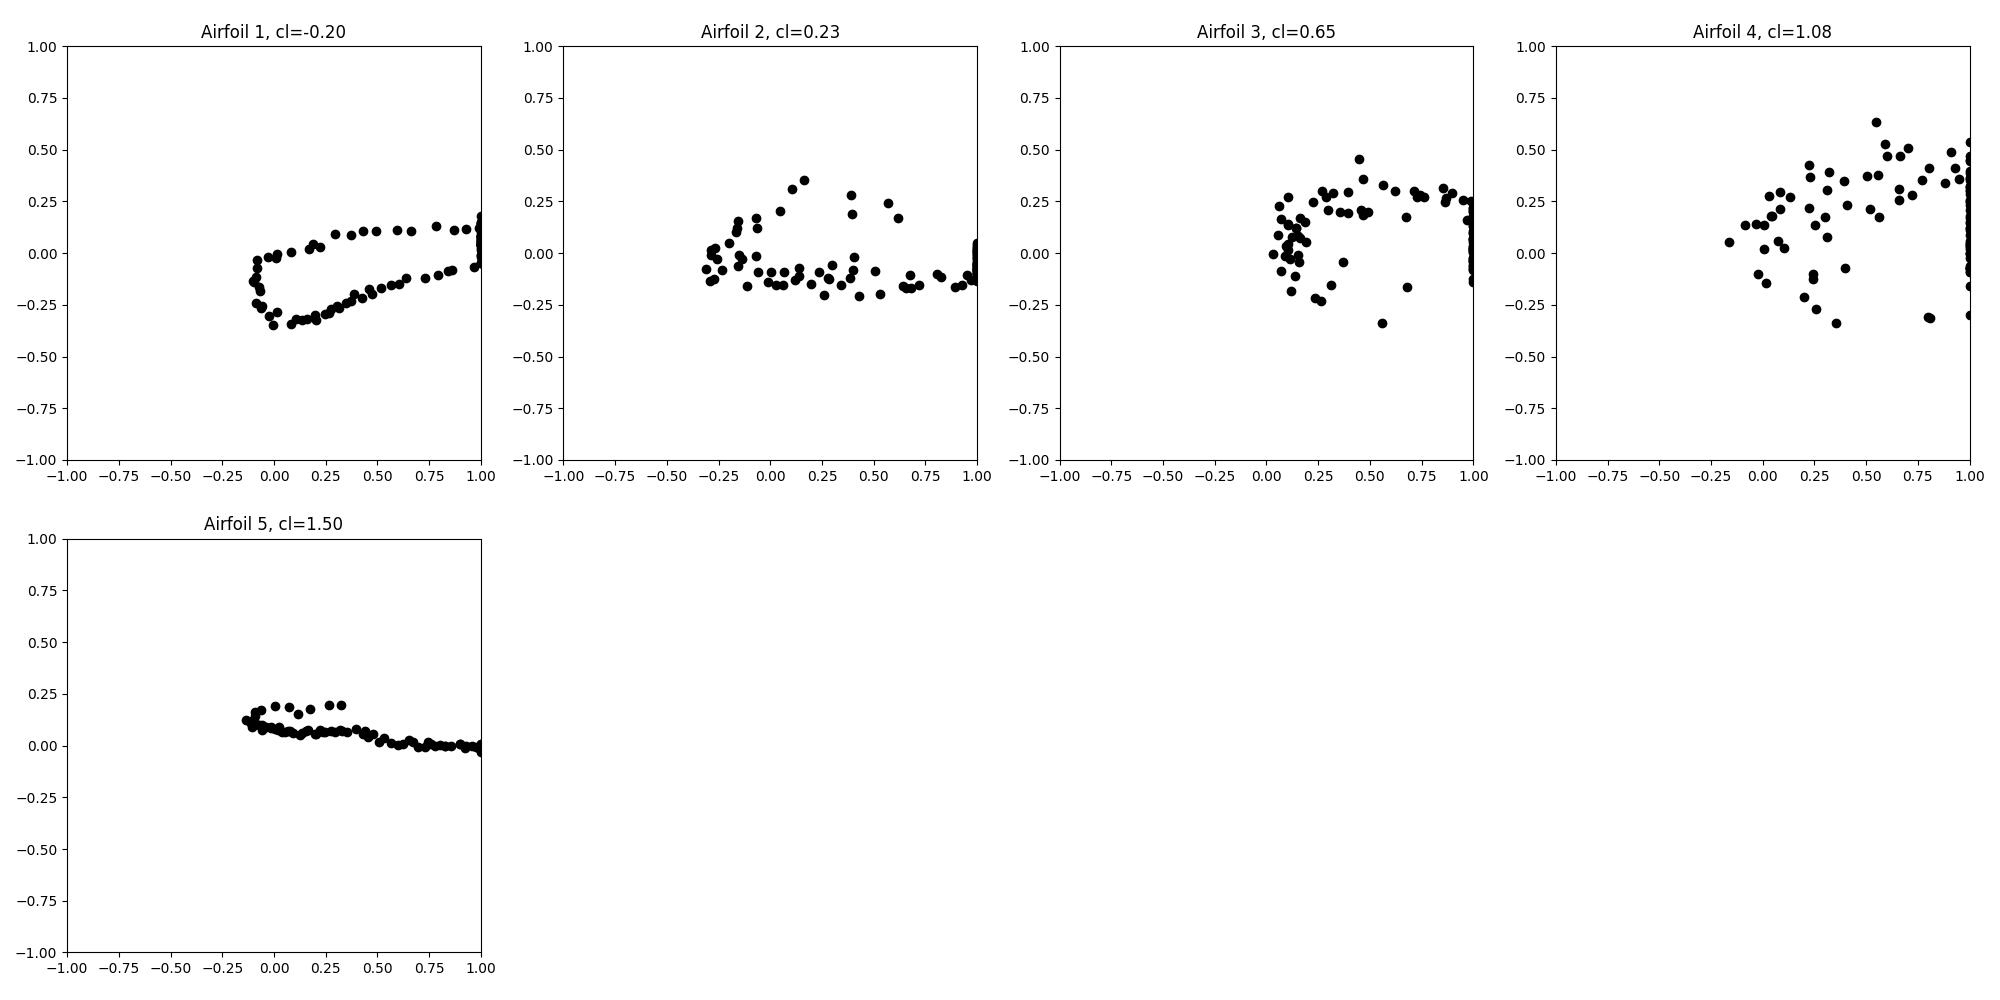 Airfoil 1, cl=-0.20
Airfoil 2, cl=0.23
Airfoil 3, cl=0.65
Airfoil 4, cl=1.08
1.00 1.00 1.00 1.00
0.75 0.75 0.75 0.75
0.50 0.50 0.50 0.50
0.25 0.25 0.25 0.25
0.00 0.00 0.00 0.00
−0.25 −0.25 −0.25 −0.25
−0.50 −0.50 −0.50 −0.50
−0.75 −0.75 −0.75 −0.75
−1.00 −1.00 −1.00 −1.00
−1.00 −0.75 −0.50 −0.25 0.00 0.25 0.50 0.75 1.00
−1.00 −0.75 −0.50 −0.25 0.00 0.25 0.50 0.75 1.00
−1.00 −0.75 −0.50 −0.25 0.00 0.25 0.50 0.75 1.00
−1.00 −0.75 −0.50 −0.25 0.00 0.25 0.50 0.75 1.00
Airfoil 5, cl=1.50
1.00
0.75
0.50
0.25
0.00
−0.25
−0.50
−0.75
−1.00
−1.00 −0.75 −0.50 −0.25 0.00 0.25 0.50 0.75 1.00